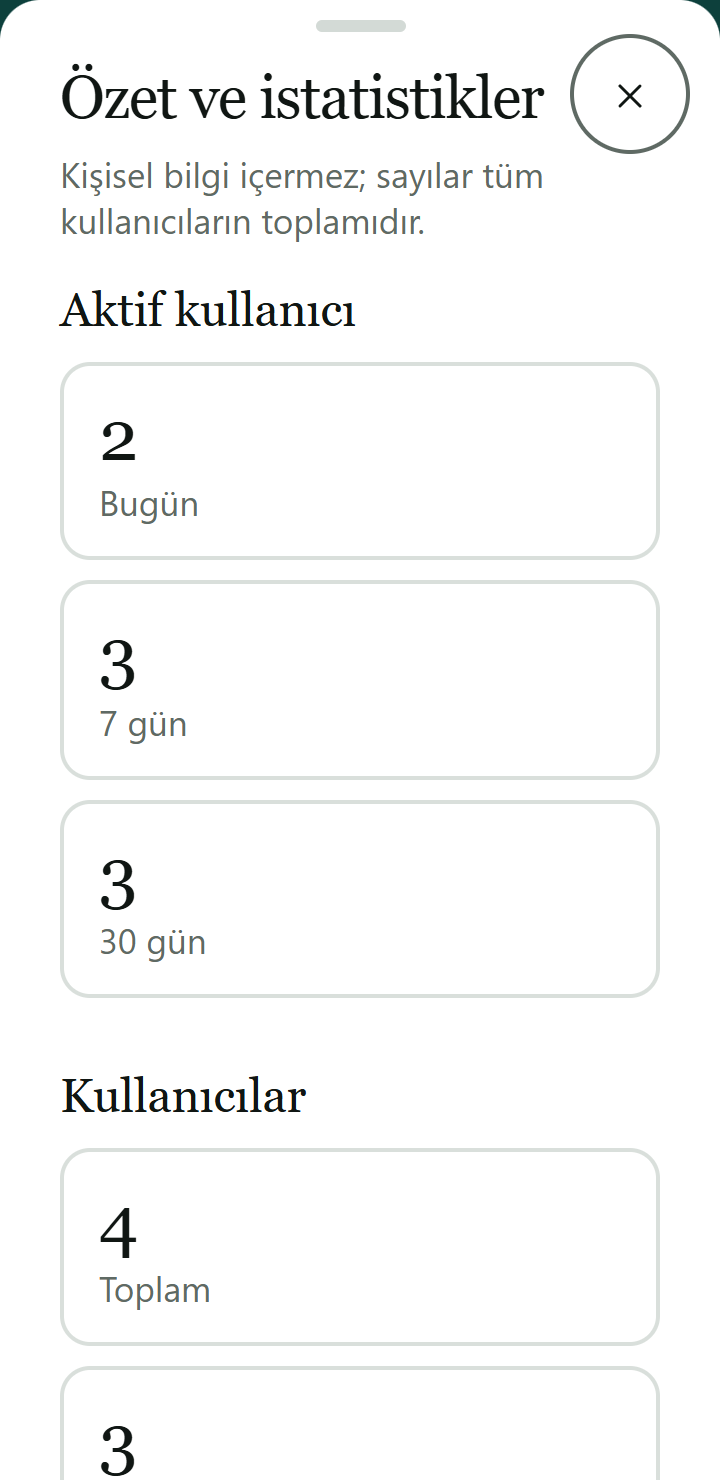 Özet ve istatistikler
Kişisel bilgi içermez; sayılar tüm
kullanıcıların toplamıdır.
Aktif kullanıcı
2
Bugün
3
7 gün
3
30 gün
Kullanıcılar
4
Toplam
3